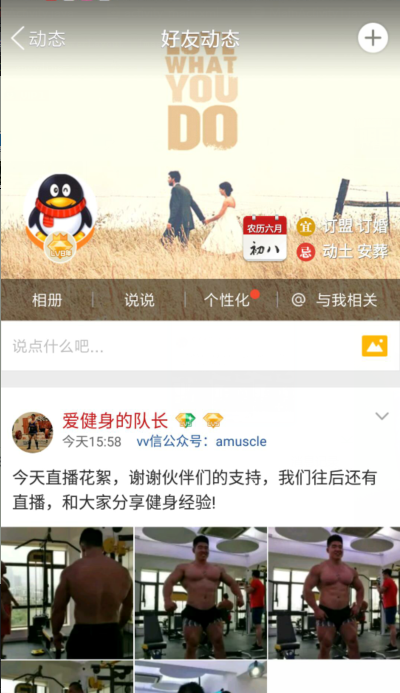 动态
好友动态
LOVE
WHAT
YOU
DO
农历六月
初八
宜 订盟 订婚
忌 动土 安葬
LV8
相册
说说
个性化
@ 与我相关
说点什么吧...
爱健身的队长
今天15:58 vv信公众号：amuscle
今天直播花絮，谢谢伙伴们的支持，我们往后还有
直播，和大家分享健身经验!